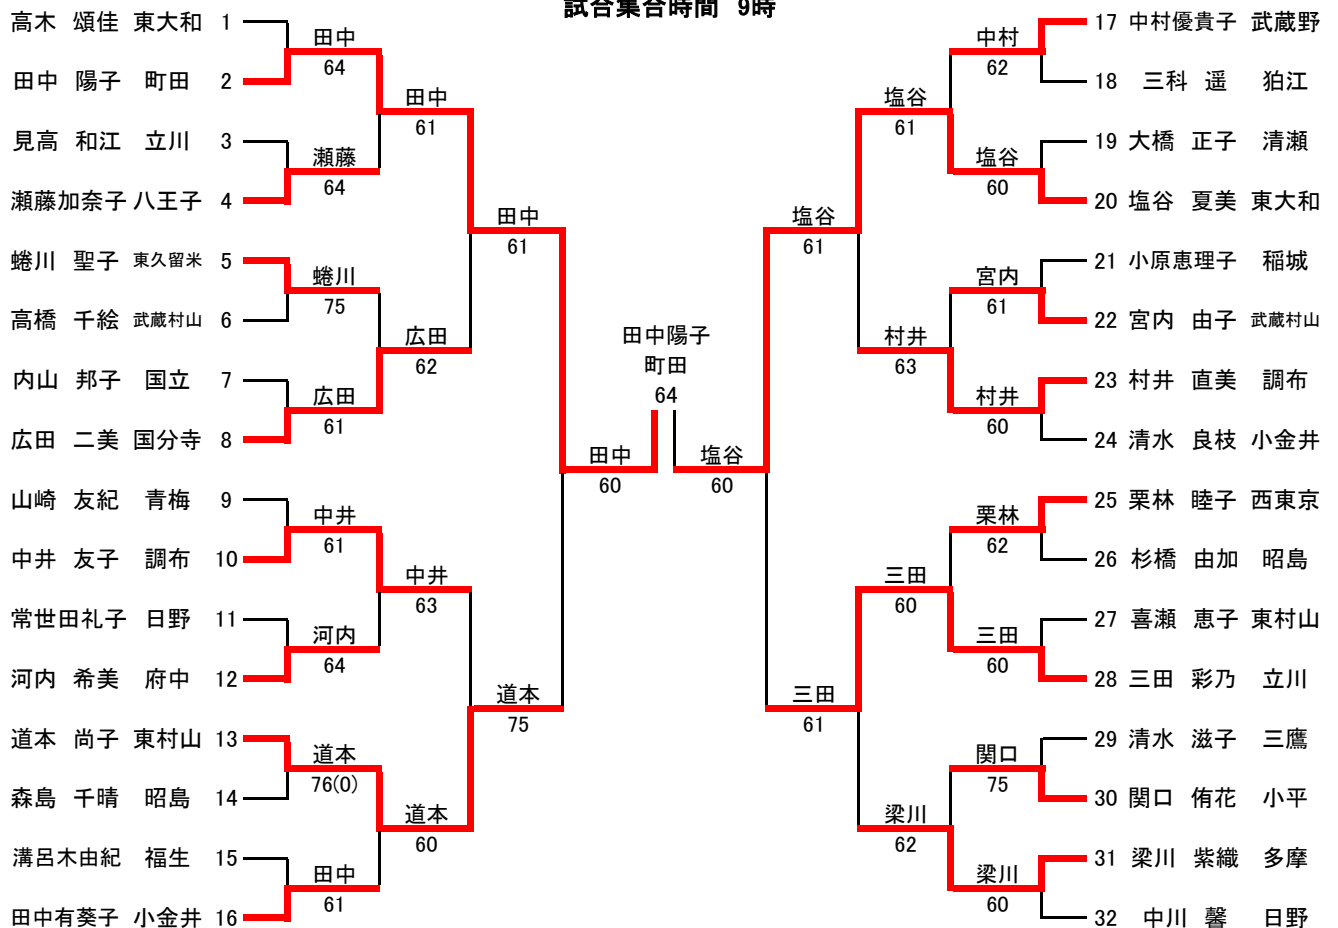 試合集合時間 9時
高木 頌佳 東大和 1
田中 陽子 町田 2
見高 和江 立川 3
瀬藤加奈子 八王子 4
蜷川 聖子 東久留米 5
高橋 千絵 武蔵村山 6
内山 邦子 国立 7
広田 二美 国分寺 8
山崎 友紀 青梅 9
中井 友子 調布 10
常世田礼子 日野 11
河内 希美 府中 12
道本 尚子 東村山 13
森島 千晴 昭島 14
溝呂木由紀 福生 15
田中有葵子 小金井 16
田中
64
瀬藤
64
蜷川
75
広田
61
中井
61
河内
64
道本
76(0)
田中
61
田中
61
広田
62
中井
63
道本
60
田中
61
道本
75
田中
60
田中陽子
町田
64
塩谷
60
塩谷
61
三田
61
塩谷
61
村井
63
三田
60
梁川
62
中村
62
塩谷
60
宮内
61
村井
60
栗林
62
三田
60
関口
75
梁川
60
17 中村優貴子 武蔵野
18 三科 遥 狛江
19 大橋 正子 清瀬
20 塩谷 夏美 東大和
21 小原恵理子 稲城
22 宮内 由子 武蔵村山
23 村井 直美 調布
24 清水 良枝 小金井
25 栗林 睦子 西東京
26 杉橋 由加 昭島
27 喜瀬 恵子 東村山
28 三田 彩乃 立川
29 清水 滋子 三鷹
30 関口 侑花 小平
31 梁川 紫織 多摩
32 中川 馨 日野